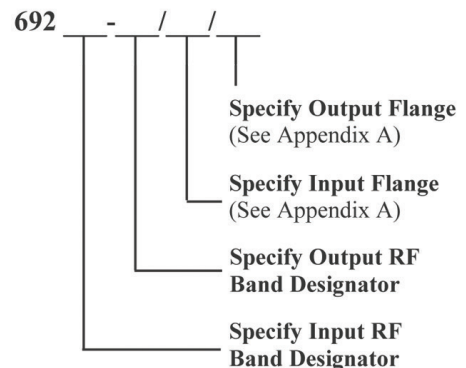 692 ___-___/___/___
Specify Output Flange
(See Appendix A)
Specify Input Flange
(See Appendix A)
Specify Output RF
Band Designator
Specify Input RF
Band Designator